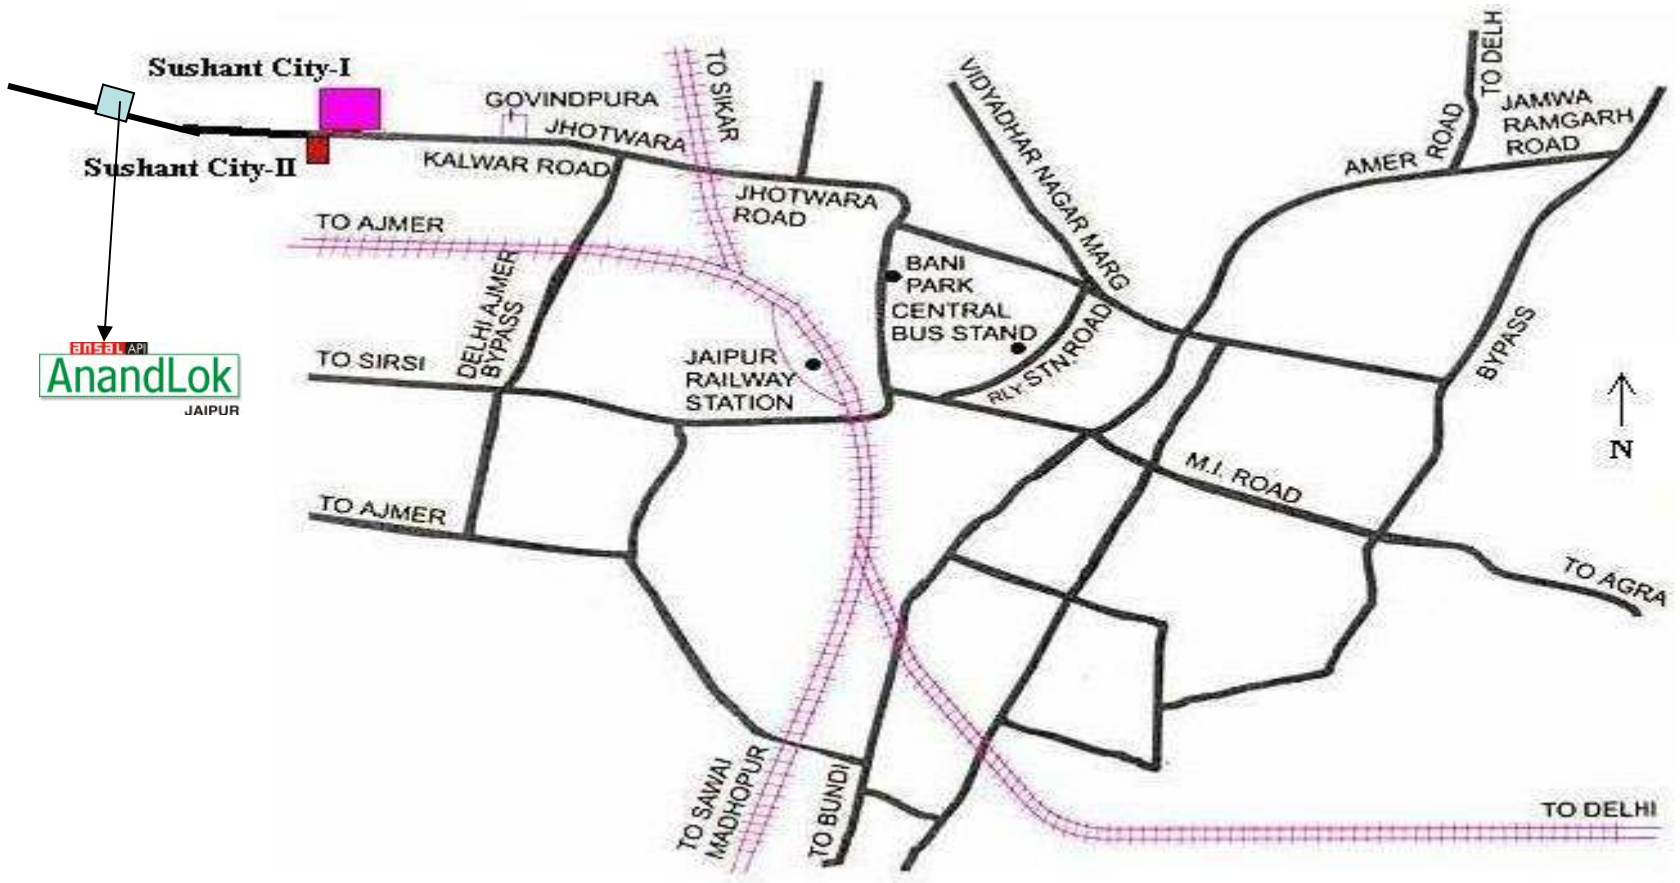 Sushant City-I
Sushant City-II
GOVINDPURA
JHOTWARA
KALWAR ROAD
TO SIKAR
JHOTWARA
ROAD
VIDYADHAR NAGAR MARG
TO DELH
AMER ROAD
JAMWA
RAMGARH
ROAD
TO AJMER
DELHI AJMER
BYPASS
BANI
PARK
CENTRAL
BUS STAND
RLY. STN. ROAD
BYPASS
TO SIRSI
JAIPUR
RAILWAY
STATION
ansal API
AnandLok
JAIPUR
N
M.I. ROAD
TO AJMER
TO AGRA
TO SAWAI
MADHOPUR
TO BUNDI
TO DELHI